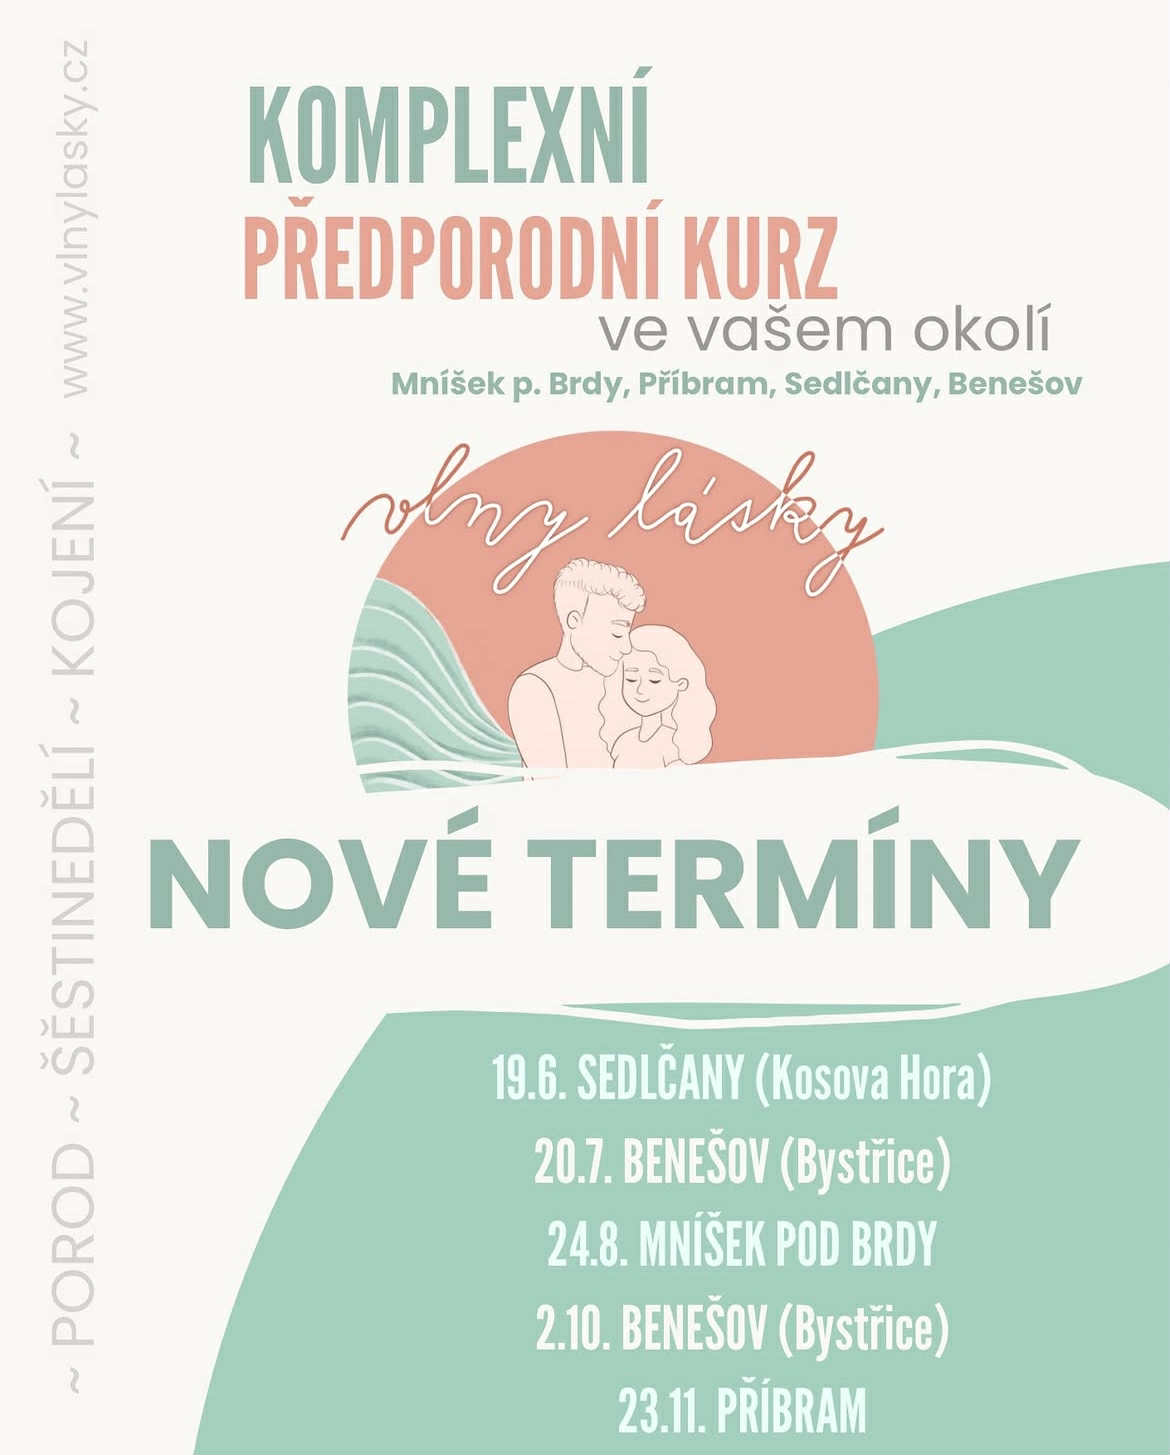 KOMPLEXNÍ
PŘEDPORODNÍ KURZ
ve vašem okolí
Mníšek p. Brdy, Příbram, Sedlčany, Benešov
vlny lásky
NOVÉ TERMÍNY
19.6. SEDLČANY (Kosova Hora)
20.7. BENEŠOV (Bystřice)
24.8. MNÍŠEK POD BRDY
2.10. BENEŠOV (Bystřice)
23.11. PŘÍBRAM
~ POROD ~ ŠĚSTINEDĚLÍ ~ KOJENÍ ~ www.vlnylasky.cz